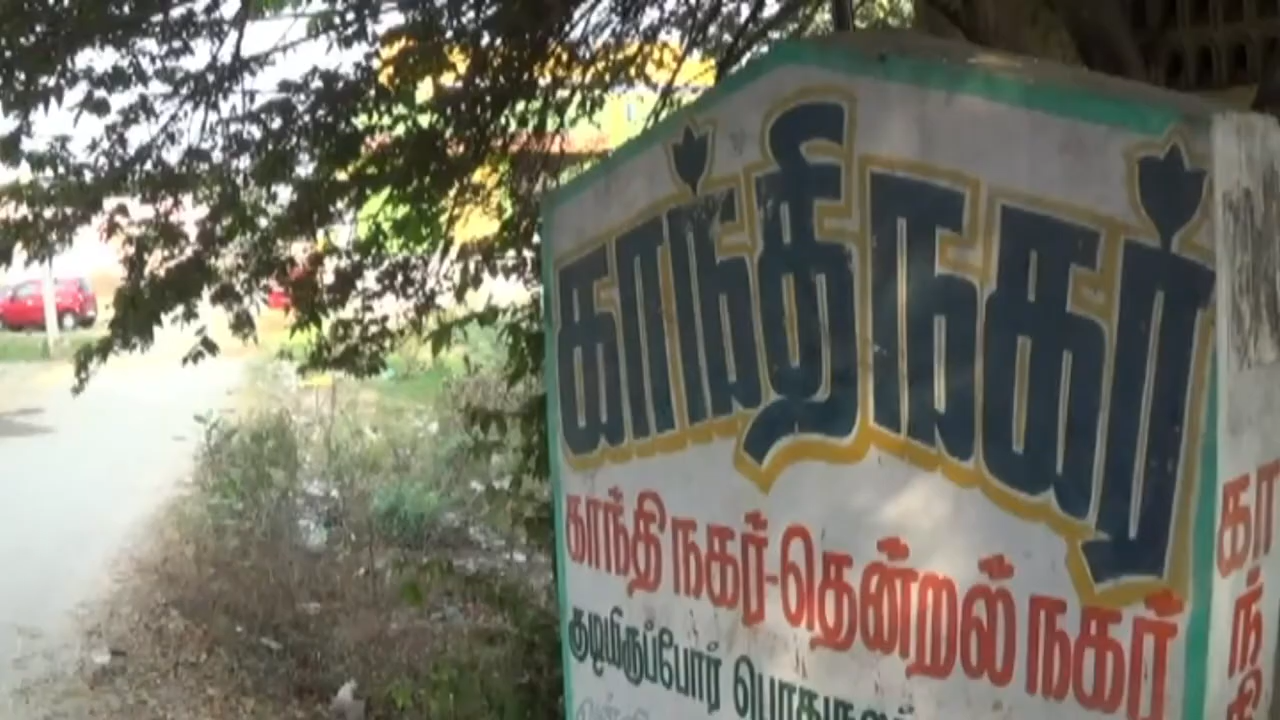 காந்திநகர்
காந்தி நகர்-தென்றல் நகர்
குடியிருப்போர்
காந்